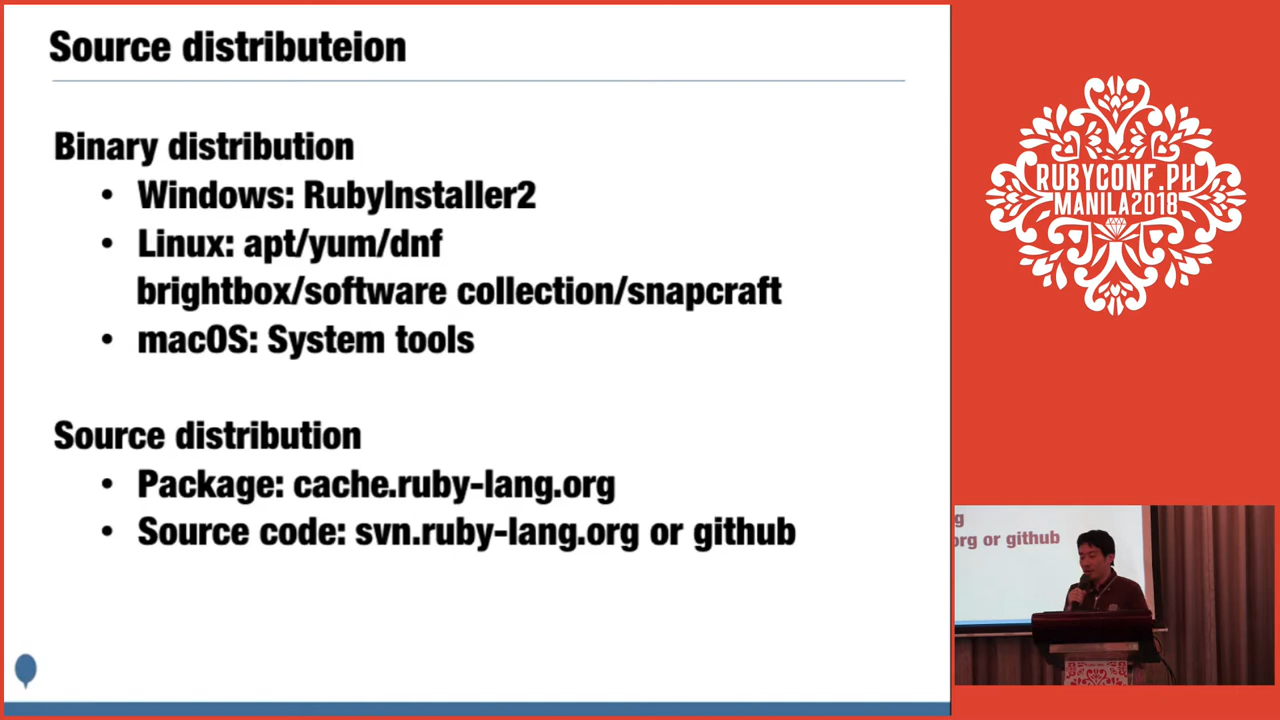 Source distributeion
Binary distribution
• Windows: RubyInstaller2
• Linux: apt/yum/dnf
brightbox/software collection/snapcraft
• macOS: System tools
Source distribution
• Package: cache.ruby-lang.org
• Source code: svn.ruby-lang.org or github
RUBYCONF.PH
MANILA2018
g
org or github